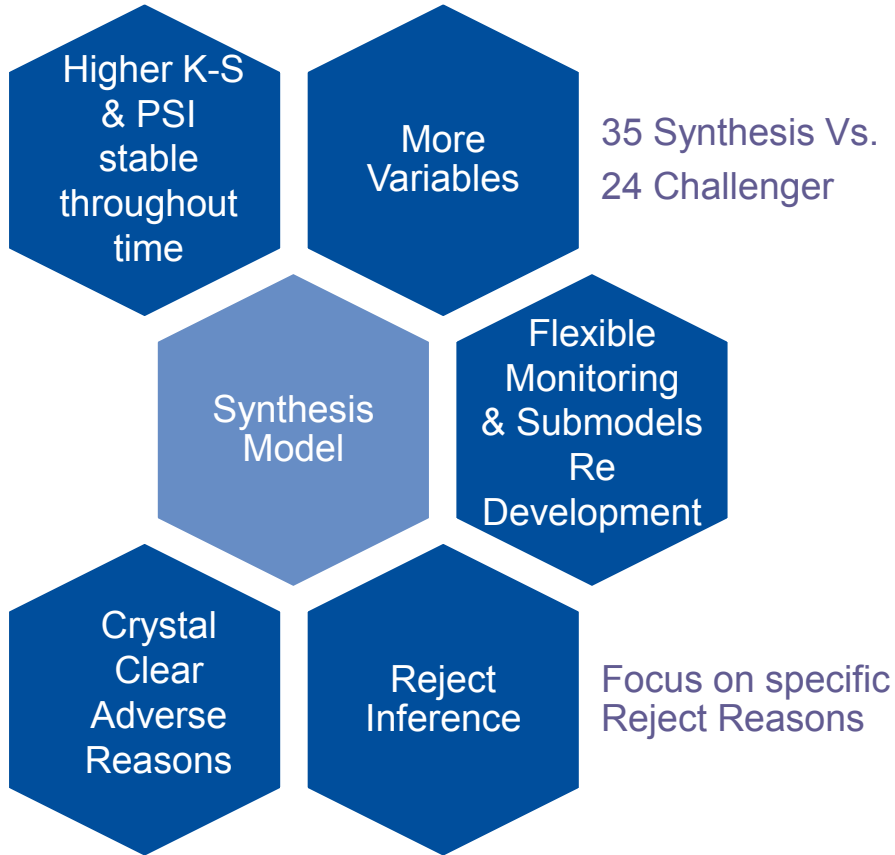 Higher K-S
& PSI
stable
throughout
time
More
Variables
35 Synthesis Vs.
24 Challenger
Synthesis
Model
Flexible
Monitoring
& Submodels
Re
Development
Crystal
Clear
Adverse
Reasons
Reject
Inference
Focus on specific
Reject Reasons